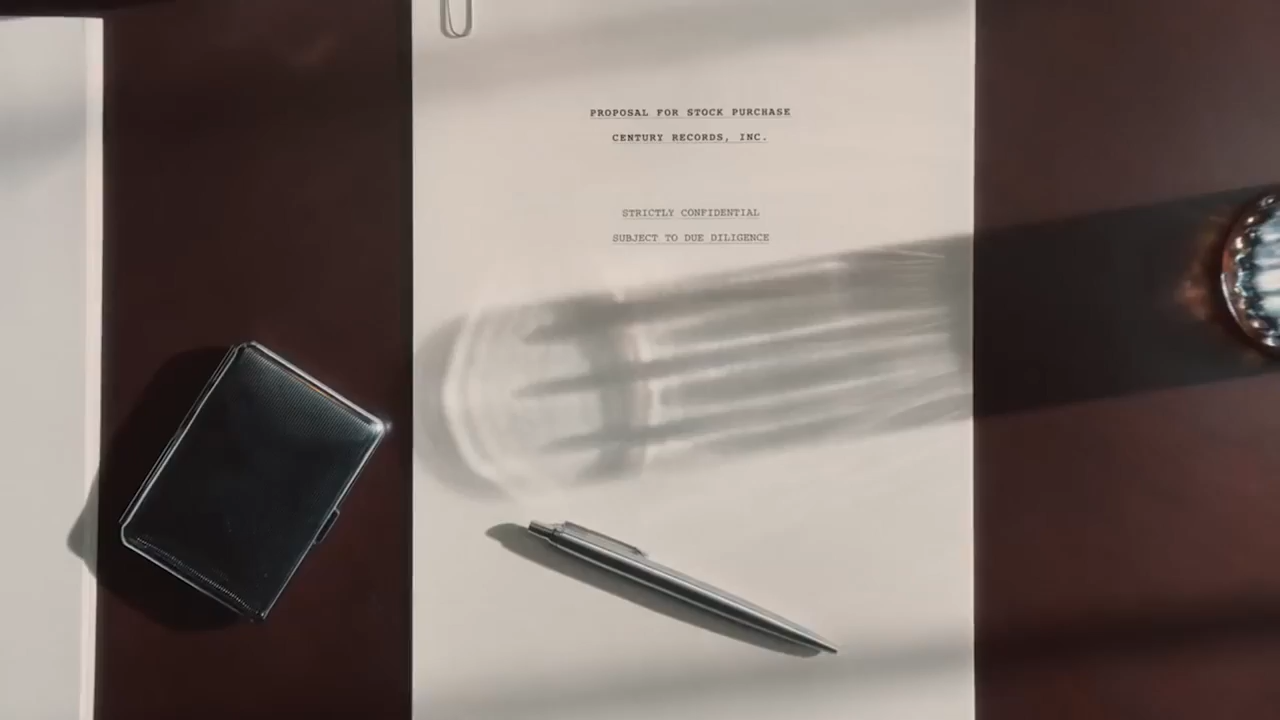 PROPOSAL FOR STOCK PURCHASE
CENTURY RECORDS, INC.
STRICTLY CONFIDENTIAL
SUBJECT TO DUE DILIGENCE